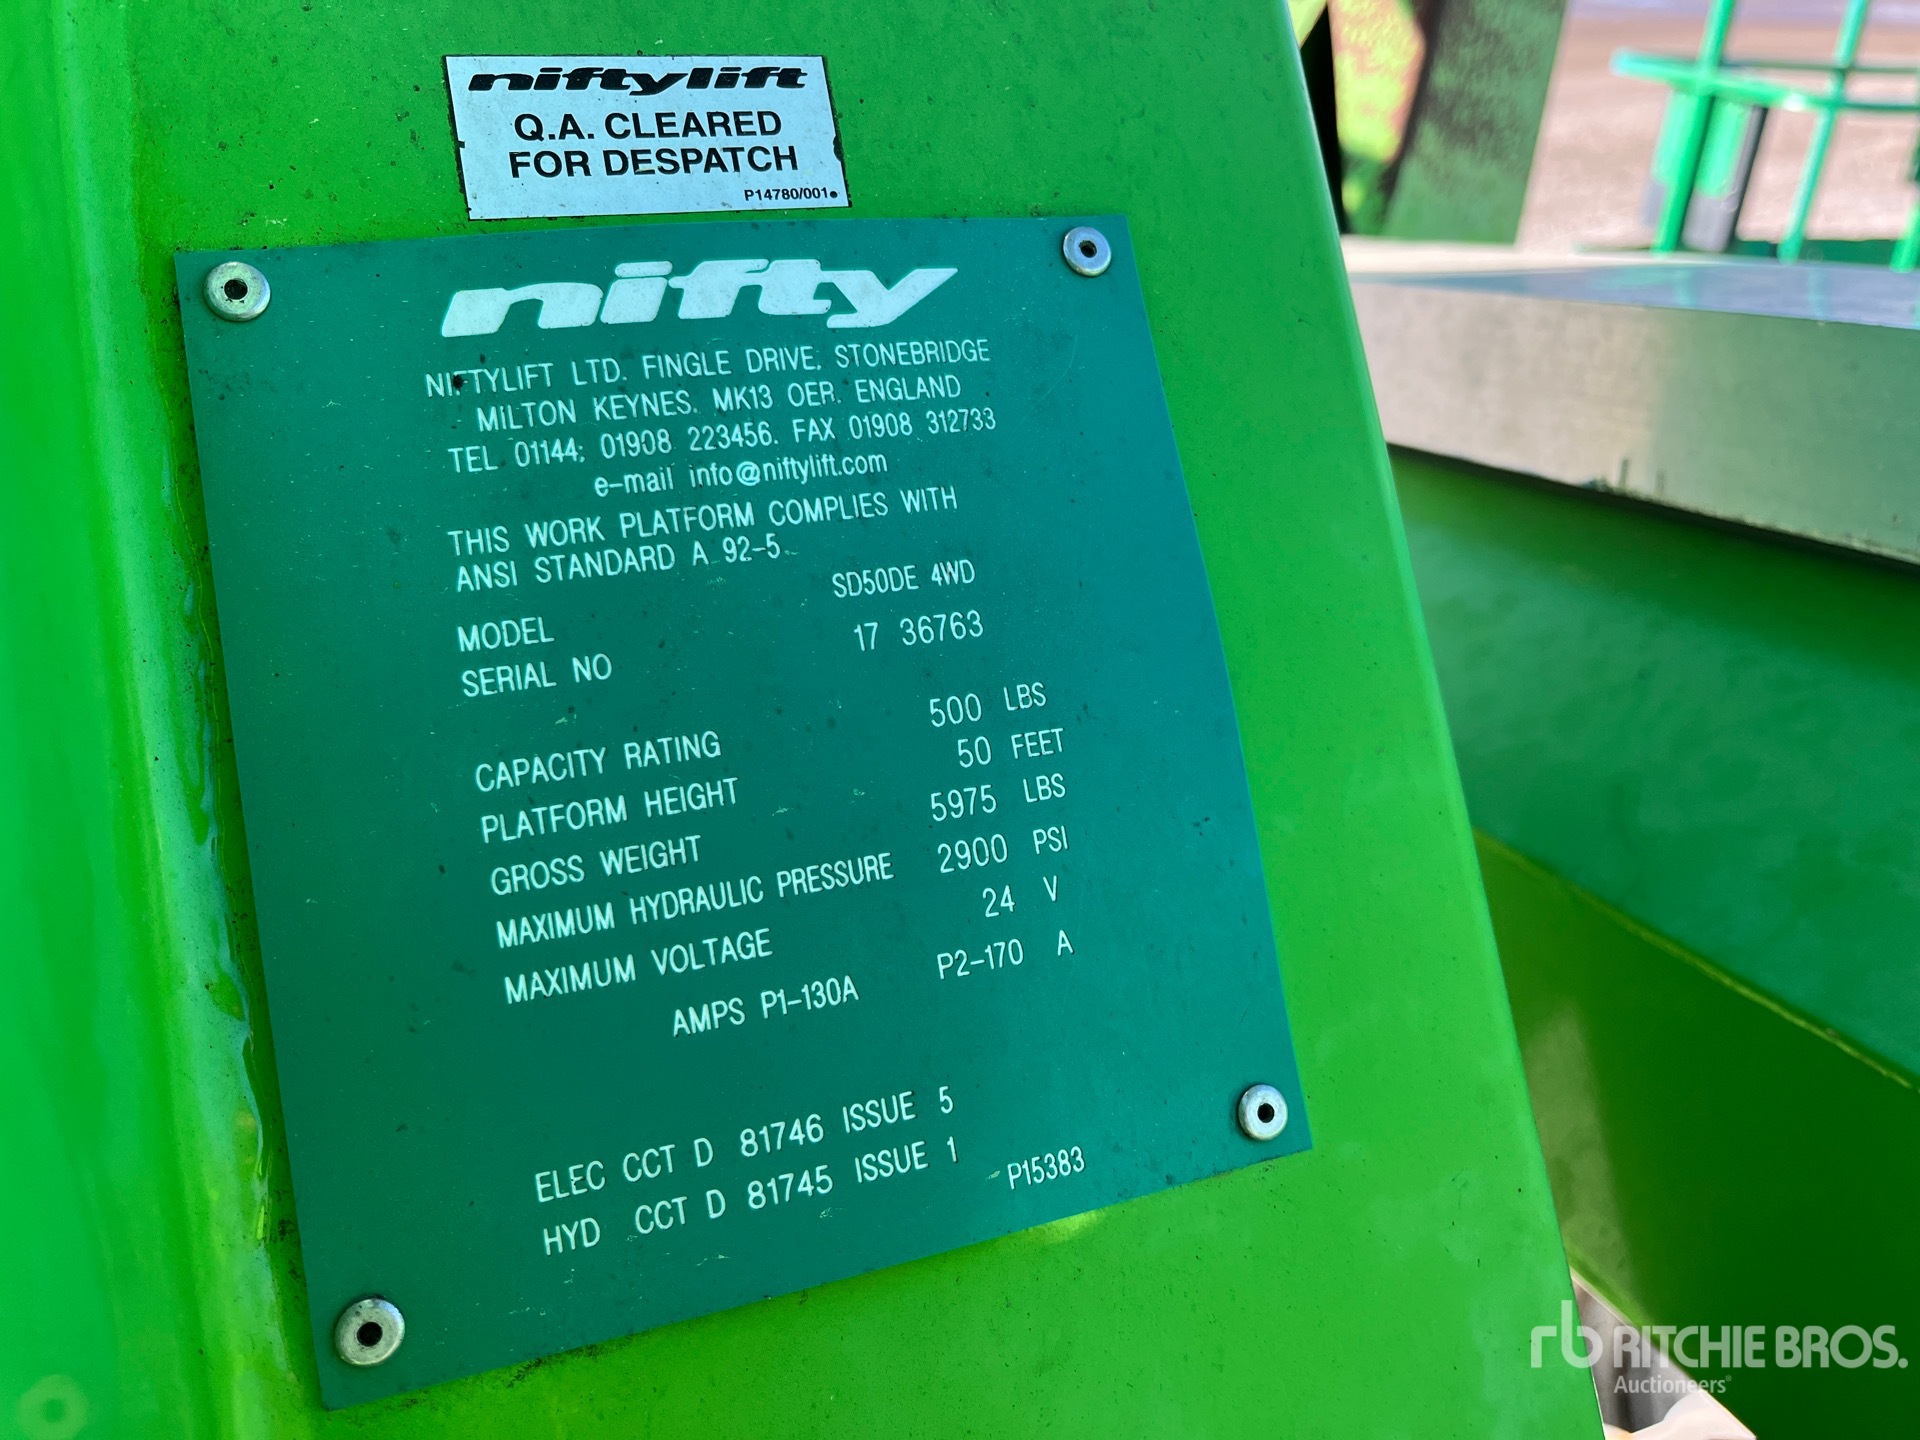 niftylift
Q.A. CLEARED
FOR DESPATCH
P14780/001
nifty
NIFTYLIFT LTD. FINGLE DRIVE, STONEBRIDGE
MILTON KEYNES. MK13 OER. ENGLAND
TEL 01144; 01908 223456. FAX 01908 312733
e-mail info@niftylift.com
THIS WORK PLATFORM COMPLIES WITH
ANSI STANDARD A 92-5.
MODEL SD50DE 4WD
SERIAL NO 17 36763
CAPACITY RATING 500 LBS
PLATFORM HEIGHT 50 FEET
GROSS WEIGHT 5975 LBS
MAXIMUM HYDRAULIC PRESSURE 2900 PSI
MAXIMUM VOLTAGE 24 V
AMPS P1-130A P2-170 A
ELEC CCT D 81746 ISSUE 5
HYD CCT D 81745 ISSUE 1
P15383
rb RITCHIE BROS.
Auctioneers®